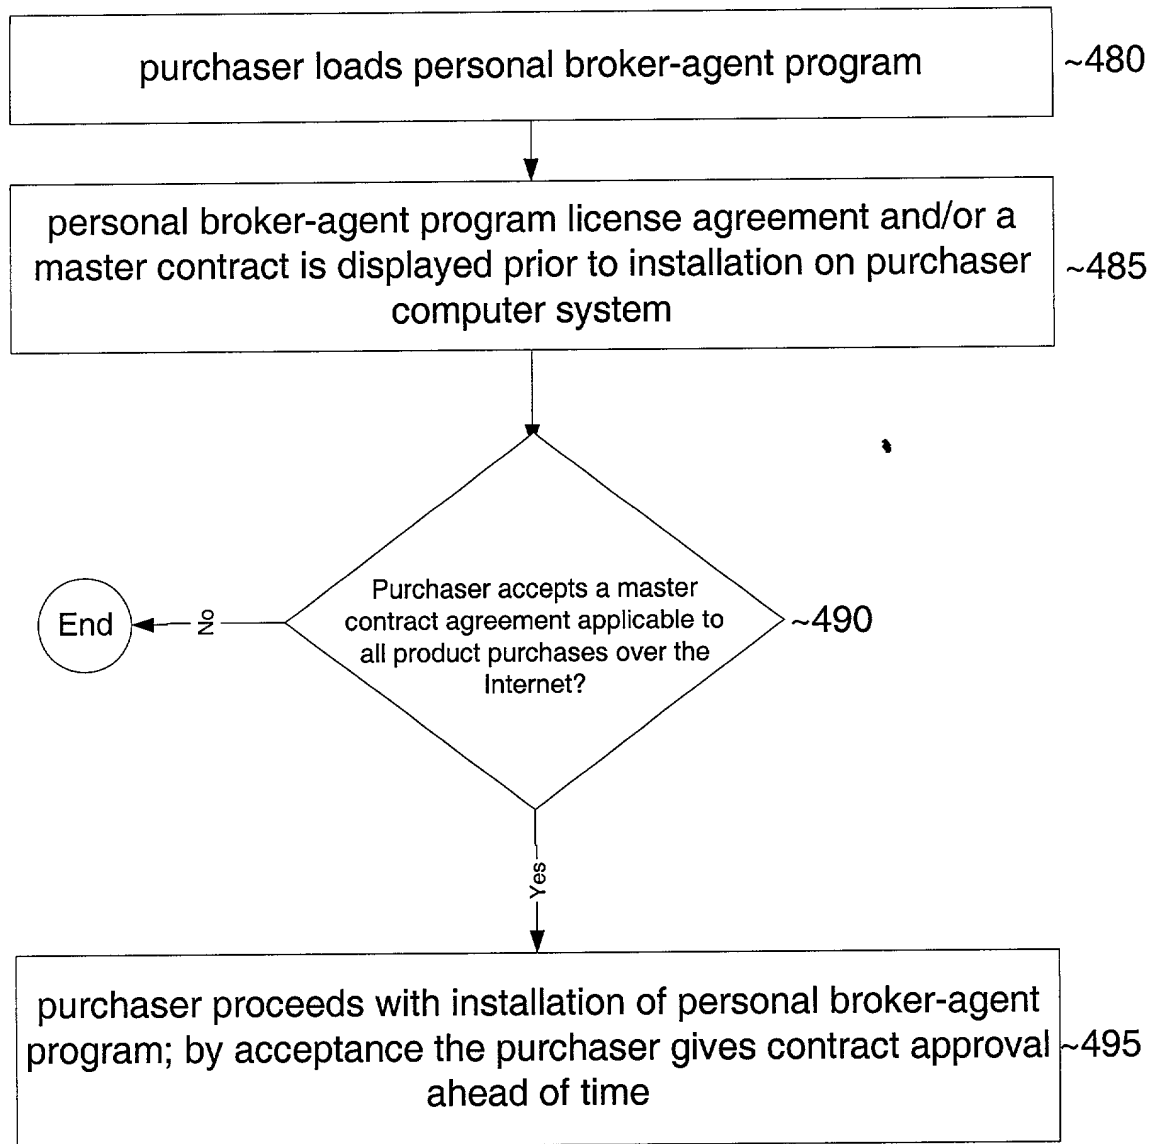 purchaser loads personal broker-agent program
~480
personal broker-agent program license agreement and/or a
master contract is displayed prior to installation on purchaser
computer system
~485
Purchaser accepts a master
contract agreement applicable to
all product purchases over the
Internet?
~490
No
End
Yes
purchaser proceeds with installation of personal broker-agent
program; by acceptance the purchaser gives contract approval
ahead of time
~495